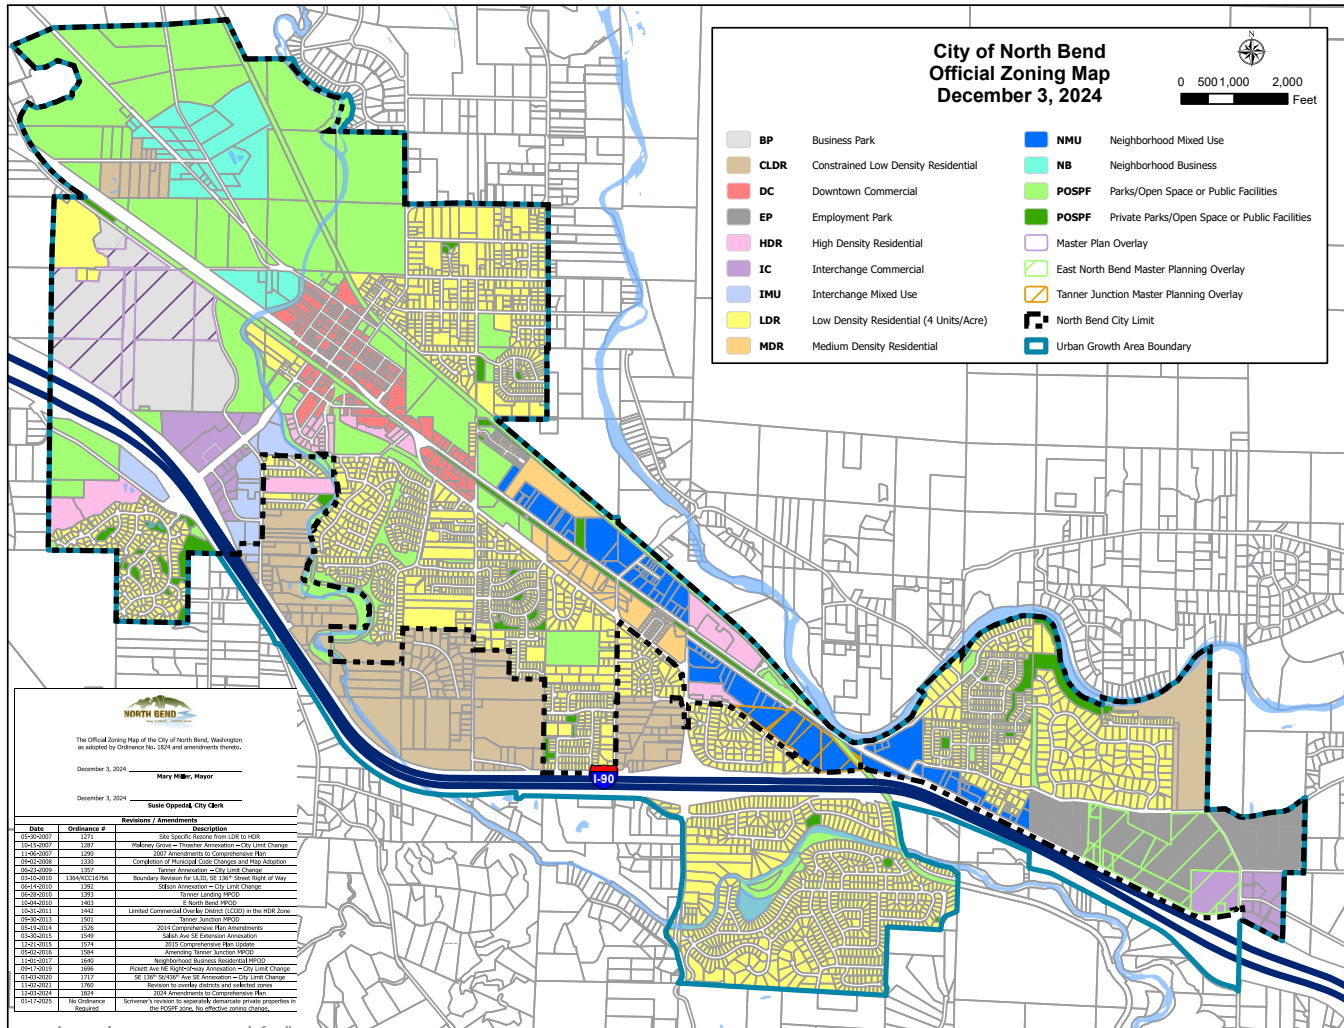 City of North Bend
Official Zoning Map
December 3, 2024
N
0 500 1,000 2,000
Feet
BP Business Park
CLDR Constrained Low Density Residential
DC Downtown Commercial
EP Employment Park
HDR High Density Residential
IC Interchange Commercial
IMU Interchange Mixed Use
LDR Low Density Residential (4 Units/Acre)
MDR Medium Density Residential
NMU Neighborhood Mixed Use
NB Neighborhood Business
POSPF Parks/Open Space or Public Facilities
POSPF Private Parks/Open Space or Public Facilities
Master Plan Overlay
East North Bend Master Planning Overlay
Tanner Junction Master Planning Overlay
North Bend City Limit
Urban Growth Area Boundary
I-90
NORTH BEND
The Official Zoning Map of the City of North Bend, Washington
as adopted by Ordinance No. 1824 and amendments thereto.
December 3, 2024
Mary Miller, Mayor
December 3, 2024
Susie Oppedal, City Clerk
Revisions / Amendments
Date Ordinance # Description
05-30-2007 1271 Site Specific Rezone from LDR to HDR
10-15-2007 1287 Maloney Grove – Thrasher Annexation – City Limit Change
11-06-2007 1290 2007 Amendments to Comprehensive Plan
09-02-2008 1330 Completion of Municipal Code Changes and Map Adoption
06-23-2009 1357 Tanner Annexation – City Limit Change
03-10-2010 1364/KCC16766 Boundary Revision for ULID, SE 136th Street Right of Way
06-14-2010 1392 Stilson Annexation – City Limit Change
06-28-2010 1393 Tanner Landing MPOD
10-04-2010 1403 E North Bend MPOD
10-31-2011 1442 Limited Commercial Overlay District (LCOD) in the HDR Zone
09-30-2013 1501 Tanner Junction MPOD
05-19-2014 1526 2014 Comprehensive Plan Amendments
03-30-2015 1549 Salish Ave SE Extension Annexation
12-21-2015 1574 2015 Comprehensive Plan Update
05-02-2016 1584 Amending Tanner Junction MPOD
11-01-2017 1640 Neighborhood Business Residential MPOD
09-17-2019 1696 Pickett Ave NE Right-of-way Annexation – City Limit Change
03-03-2020 1717 SE 136th St/436th Ave SE Annexation – City Limit Change
11-02-2021 1760 Revision to overlay districts and selected zones
12-03-2024 1824 2024 Amendments to Comprehensive Plan
01-17-2025 No Ordinance Required Scrivener's revision to separately demarcate private properties in
the POSPF zone. No effective zoning change.